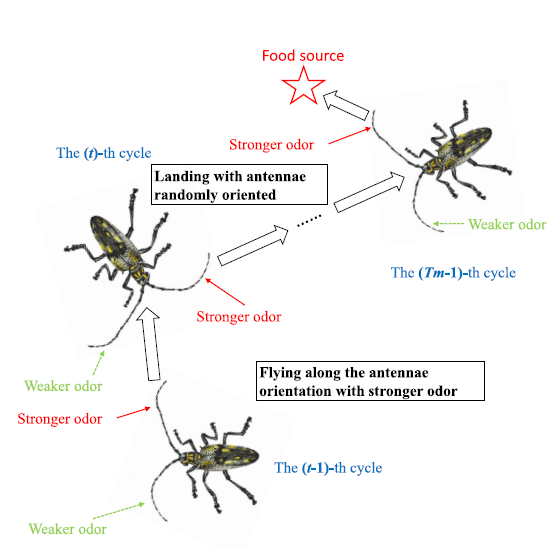 Food source
Stronger odor
The (t)-th cycle
Landing with antennae
randomly oriented
......
Weaker odor
The (Tm-1)-th cycle
Stronger odor
Weaker odor
Flying along the antennae
orientation with stronger odor
Stronger odor
The (t-1)-th cycle
Weaker odor